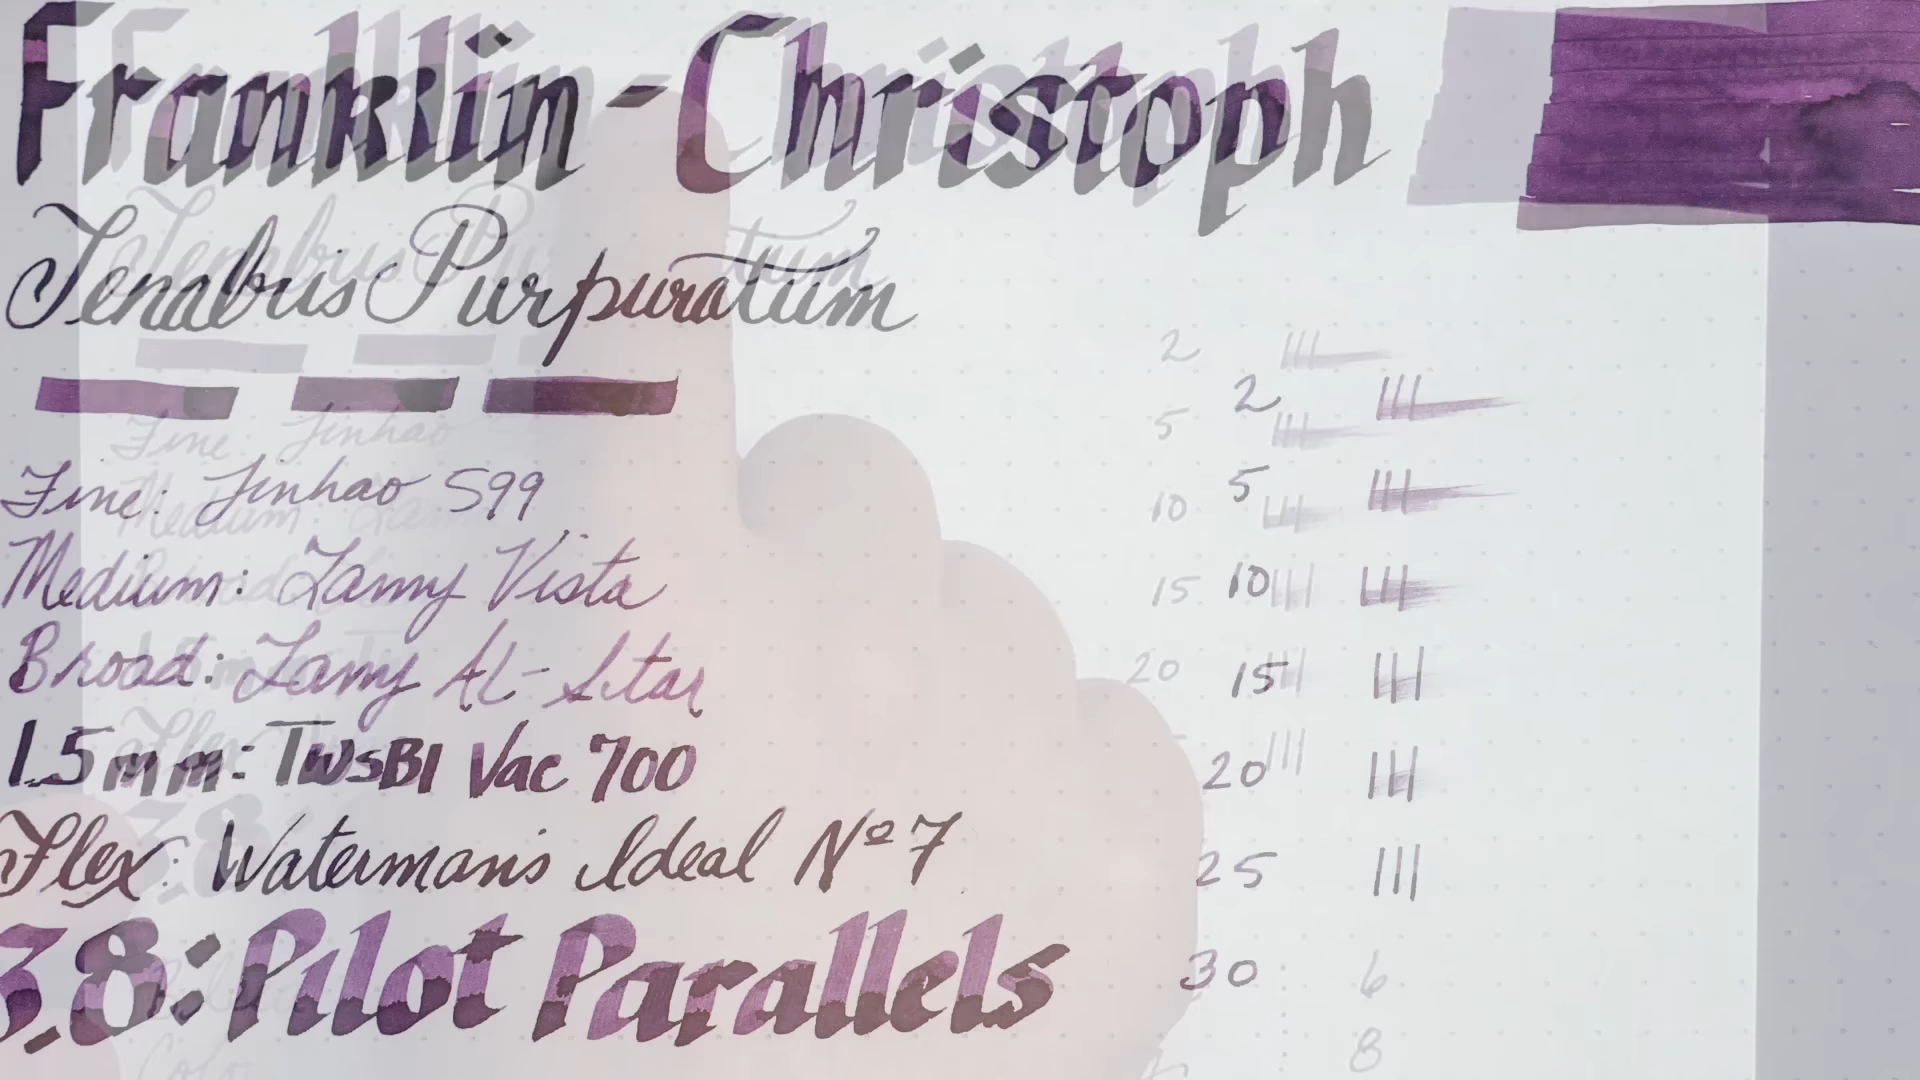 Franklin-Christoph
Tenabris Purpuratum
Fine: Jinhao 599
Medium: Lamy Vista
Broad: Lamy AL-Star
1.5mm: TWSBI Vac 700
Flex: Waterman's Ideal Nº 7
3.8: Pilot Parallels
2
5
10
15
20
25
30
2
5
10
15
20
6
8